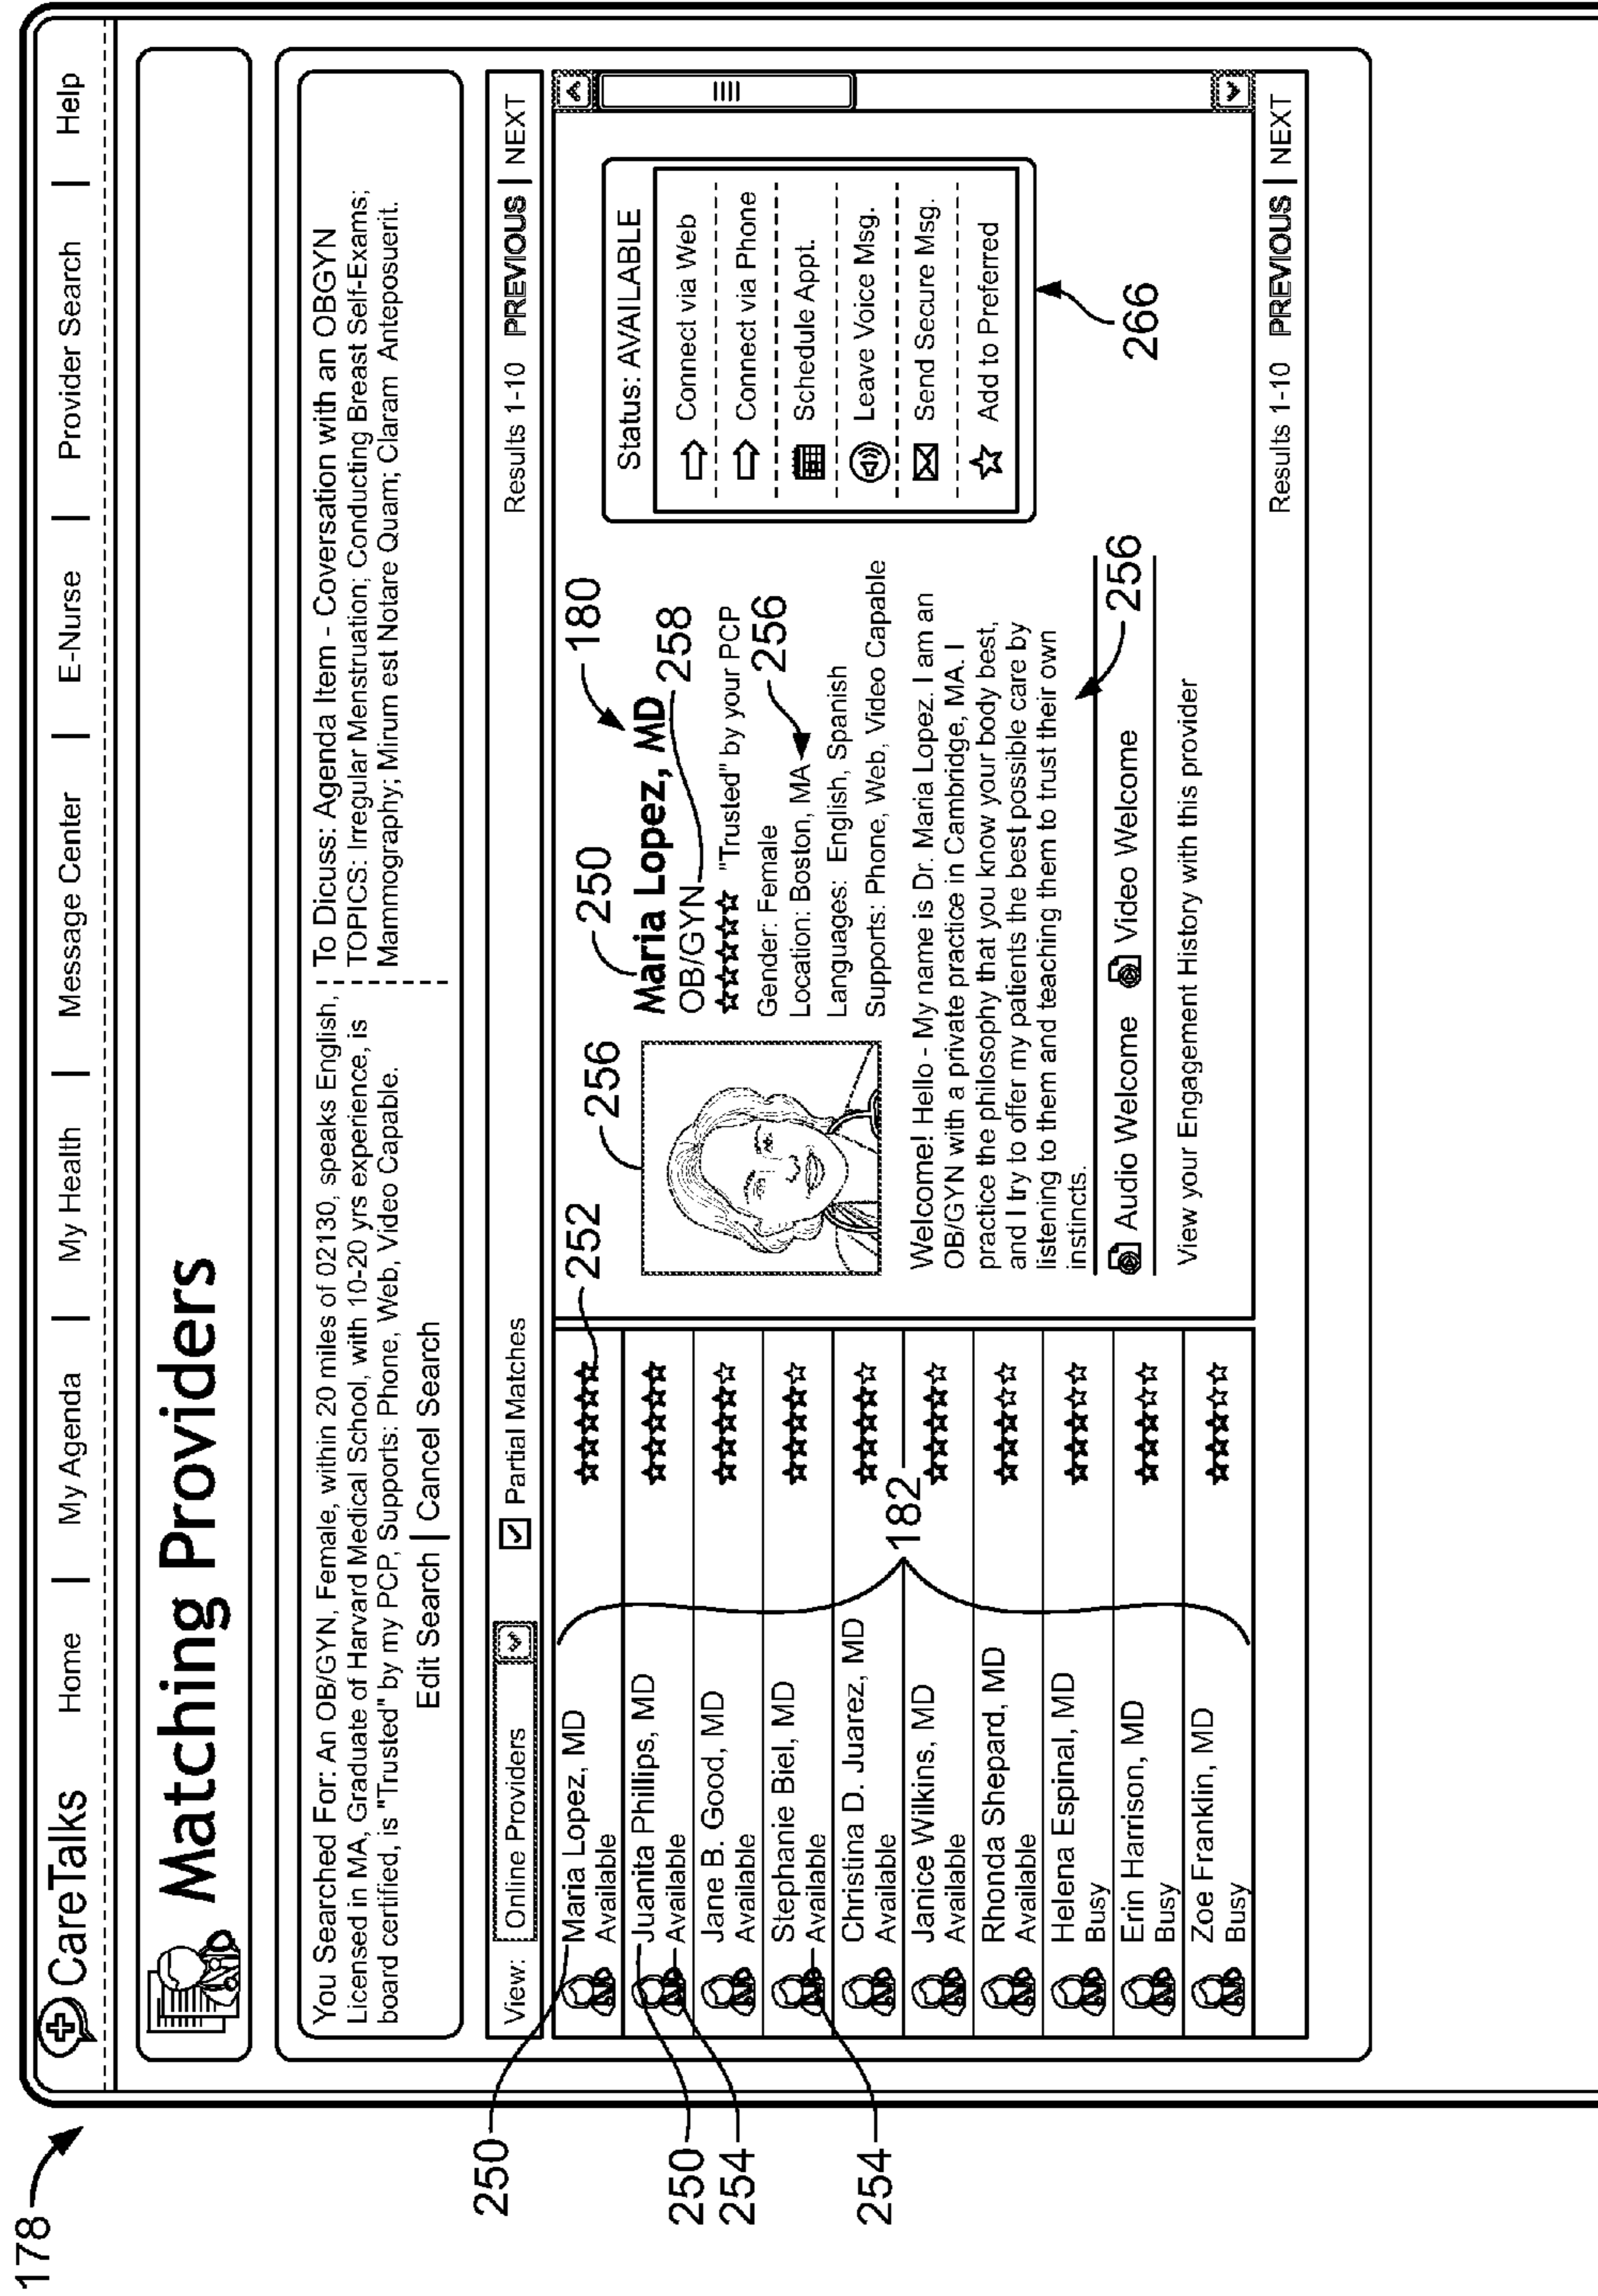 178
CareTalks
Home | My Agenda | My Health | Message Center | E-Nurse | Provider Search | Help
Matching Providers
You Searched For: An OB/GYN, Female, within 20 miles of 02130, speaks English,
Licensed in MA, Graduate of Harvard Medical School, with 10-20 yrs experience, is
board certified, is "Trusted" by my PCP, Supports: Phone, Web, Video Capable.
Edit Search | Cancel Search
To Dicuss: Agenda Item - Coversation with an OBGYN
TOPICS: Irregular Menstruation; Conducting Breast Self-Exams;
Mammography; Mirum est Notare Quam; Claram Anteposuerit.
View: Online Providers
Partial Matches
Results 1-10 PREVIOUS | NEXT
250
Maria Lopez, MD
Available
252
250
Juanita Phillips, MD
Available
254
Jane B. Good, MD
Available
Stephanie Biel, MD
Available
254
Christina D. Juarez, MD
Available
182
Janice Wilkins, MD
Available
Rhonda Shepard, MD
Available
Helena Espinal, MD
Busy
Erin Harrison, MD
Busy
Zoe Franklin, MD
Busy
256
250
180
Maria Lopez, MD
OB/GYN
258
"Trusted" by your PCP
Gender: Female
Location: Boston, MA
256
Languages: English, Spanish
Supports: Phone, Web, Video Capable
Welcome! Hello - My name is Dr. Maria Lopez. I am an
OB/GYN with a private practice in Cambridge, MA. I
practice the philosophy that you know your body best,
and I try to offer my patients the best possible care by
listening to them and teaching them to trust their own
instincts.
Audio Welcome Video Welcome
256
View your Engagement History with this provider
Status: AVAILABLE
Connect via Web
Connect via Phone
Schedule Appt.
Leave Voice Msg.
Send Secure Msg.
Add to Preferred
266
Results 1-10 PREVIOUS | NEXT